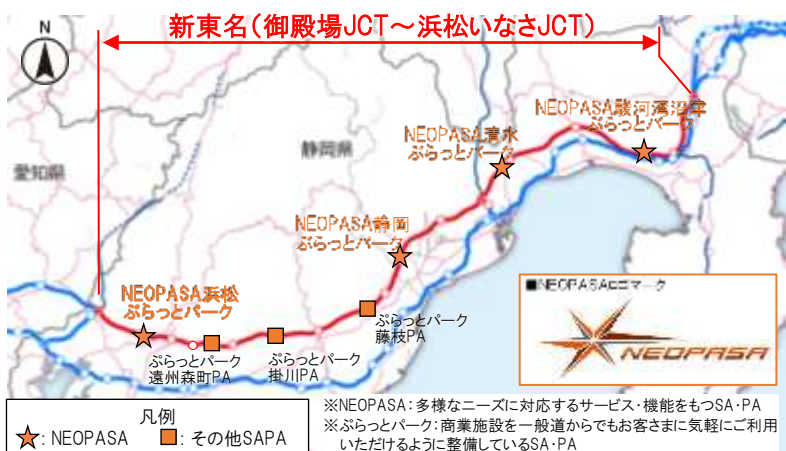 新東名(御殿場JCT～浜松いなさJCT)
N
NEOPASA駿河湾沼津
ぷらっとパーク
NEOPASA清水
ぷらっとパーク
静岡県
愛知県
NEOPASA静岡
ぷらっとパーク
NEOPASA浜松
ぷらっとパーク
■NEOPASAロゴマーク
NEOPASA
ぷらっとパーク
藤枝PA
ぷらっとパーク
掛川PA
ぷらっとパーク
遠州森町PA
凡例
★: NEOPASA ■: その他SAPA
※NEOPASA：多様なニーズに対応するサービス・機能をもつSA・PA
※ぷらっとパーク：商業施設を一般道からでもお客さまに気軽にご利用
いただけるように整備しているSA・PA